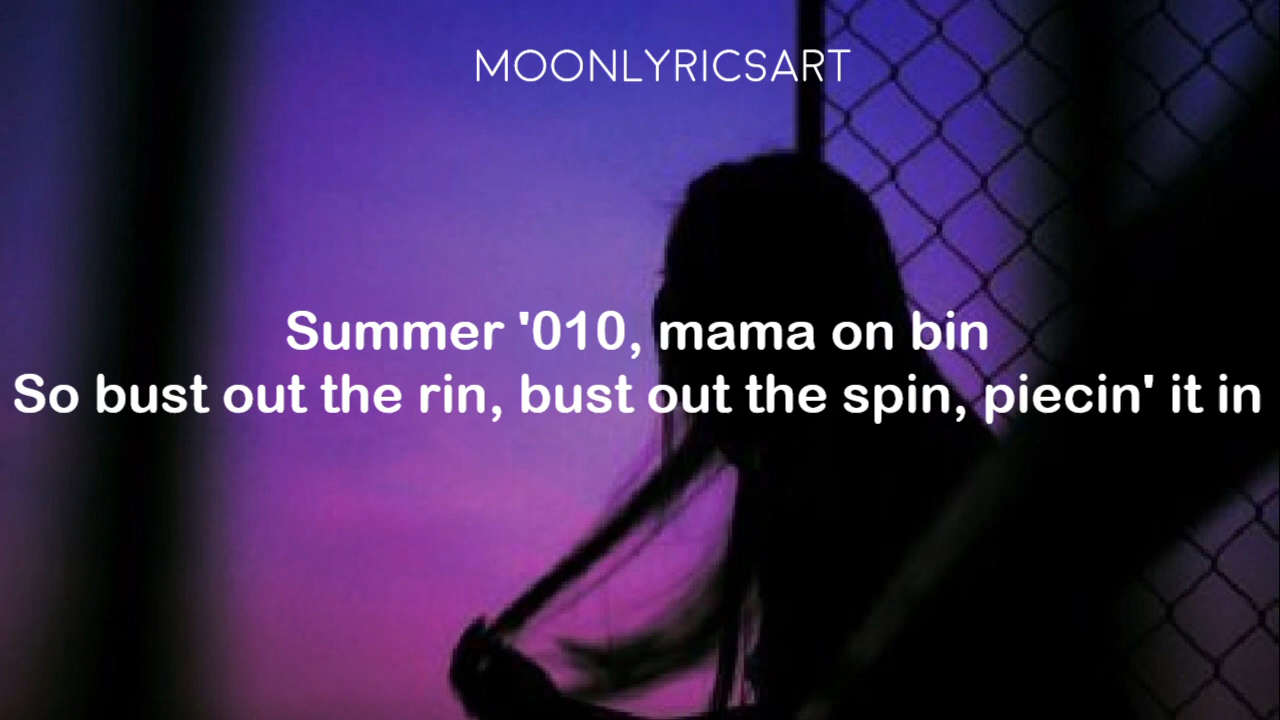 MOONLYRICSART
Summer '010, mama on bin
So bust out the rin, bust out the spin, piecin' it in